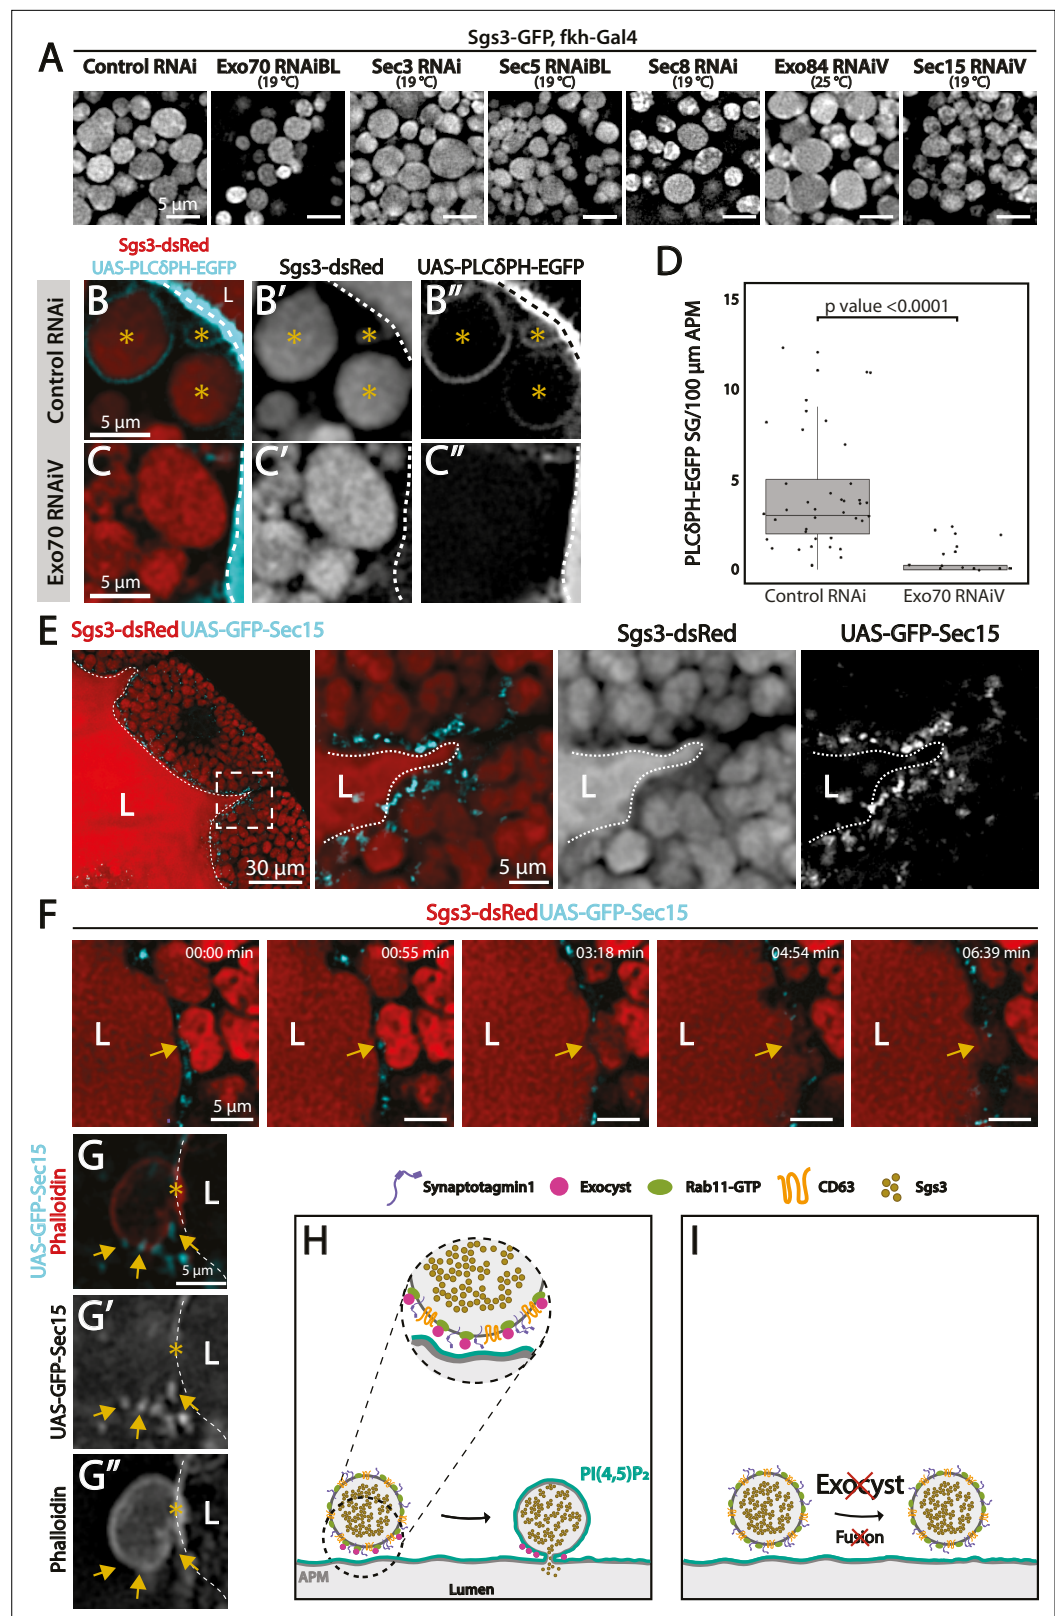 A
Sgs3-GFP, fkh-Gal4
Control RNAi
Exo70 RNAiBL
(19 °C)
Sec3 RNAi
(19 °C)
Sec5 RNAiBL
(19 °C)
Sec8 RNAi
(19 °C)
Exo84 RNAiV
(25 °C)
Sec15 RNAiV
(19 °C)
5 µm
Sgs3-dsRed
UAS-PLCδPH-EGFP
Sgs3-dsRed
UAS-PLCδPH-EGFP
Control RNAi
B
L
*
*
*
5 µm
B'
*
*
*
B''
*
*
*
Exo70 RNAiV
C
5 µm
C'
C''
D
PLCδPH-EGFP SG/100 µm APM
15
10
5
0
p value <0.0001
Control RNAi
Exo70 RNAiV
E
Sgs3-dsRed UAS-GFP-Sec15
Sgs3-dsRed
UAS-GFP-Sec15
L
30 µm
L
5 µm
L
L
F
Sgs3-dsRed UAS-GFP-Sec15
00:00 min
L
5 µm
00:55 min
L
03:18 min
L
04:54 min
L
06:39 min
L
UAS-GFP-Sec15
Phalloidin
G
*
L
5 µm
UAS-GFP-Sec15
G'
*
L
Phalloidin
G''
*
L
Synaptotagmin1
Exocyst
Rab11-GTP
CD63
Sgs3
H
PI(4,5)P₂
APM
Lumen
I
Exocyst
Fusion